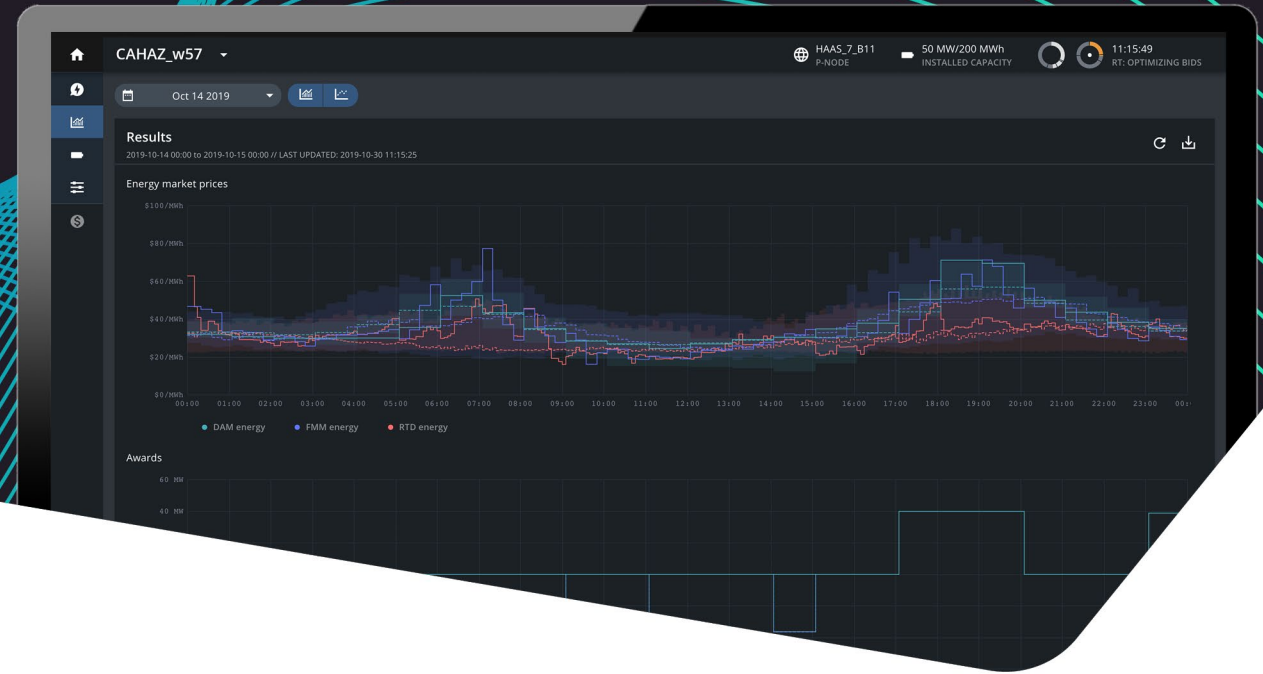 CAHAZ_w57
HAAS_7_B11
P-NODE
50 MW/200 MWh
INSTALLED CAPACITY
11:15:49
RT: OPTIMIZING BIDS
Oct 14 2019
Results
2019-10-14 00:00 to 2019-10-15 00:00 // LAST UPDATED: 2019-10-30 11:15:25
Energy market prices
$100/MWh
$80/MWh
$60/MWh
$40/MWh
$20/MWh
$0/MWh
00:00 01:00 02:00 03:00 04:00 05:00 06:00 07:00 08:00 09:00 10:00 11:00 12:00 13:00 14:00 15:00 16:00 17:00 18:00 19:00 20:00 21:00 22:00 23:00 00:
DAM energy FMM energy RTD energy
Awards
60 MW
40 MW